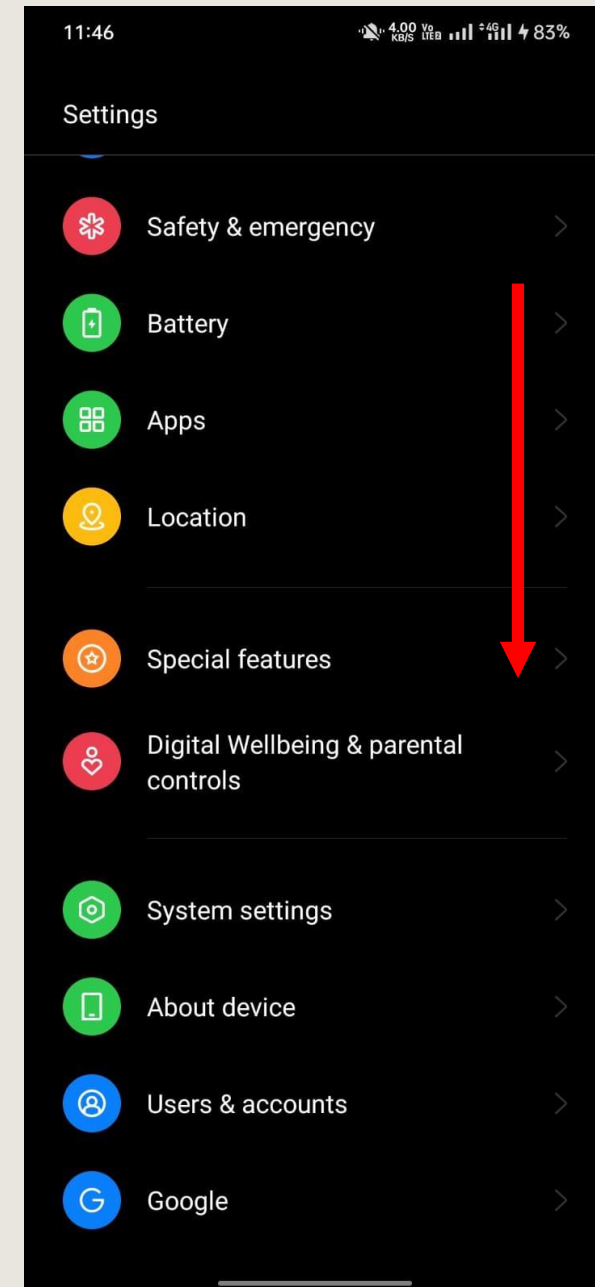 11:46 4.00 KB/S Vo LTE 4G 83%
Settings
Safety & emergency
Battery
Apps
Location
Special features
Digital Wellbeing & parental
controls
System settings
About device
Users & accounts
Google